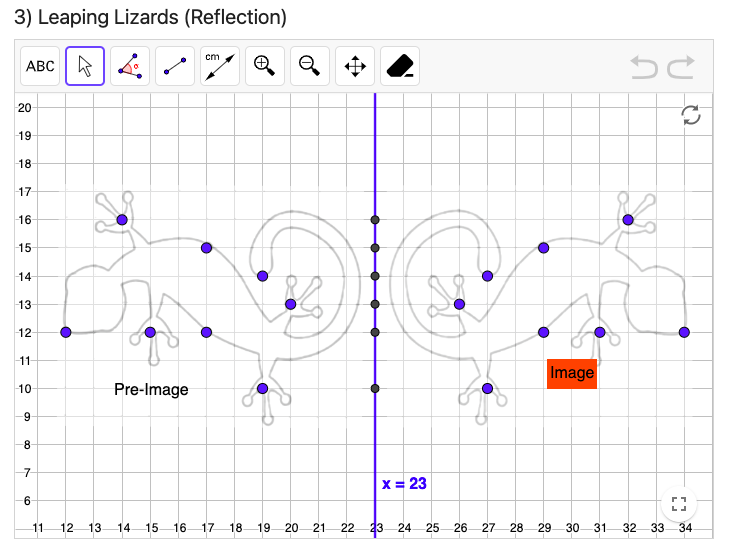 3) Leaping Lizards (Reflection)
ABC
cm
20
19
18
17
16
15
14
13
12
11
10
9
8
7
6
Pre-Image
Image
x = 23
11 12 13 14 15 16 17 18 19 20 21 22 23 24 25 26 27 28 29 30 31 32 33 34